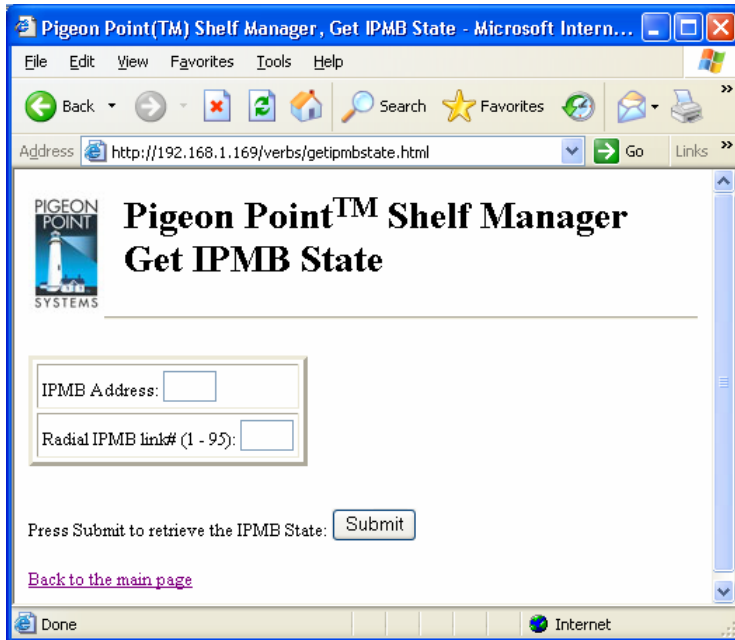 Pigeon Point(TM) Shelf Manager, Get IPMB State - Microsoft Intern...
File Edit View Favorites Tools Help
Back Search Favorites »
Address http://192.168.1.169/verbs/getipmbstate.html Go Links »
PIGEON
POINT
SYSTEMS
Pigeon Point™ Shelf Manager
Get IPMB State
IPMB Address:
Radial IPMB link# (1 - 95):
Press Submit to retrieve the IPMB State: Submit
Back to the main page
Done Internet